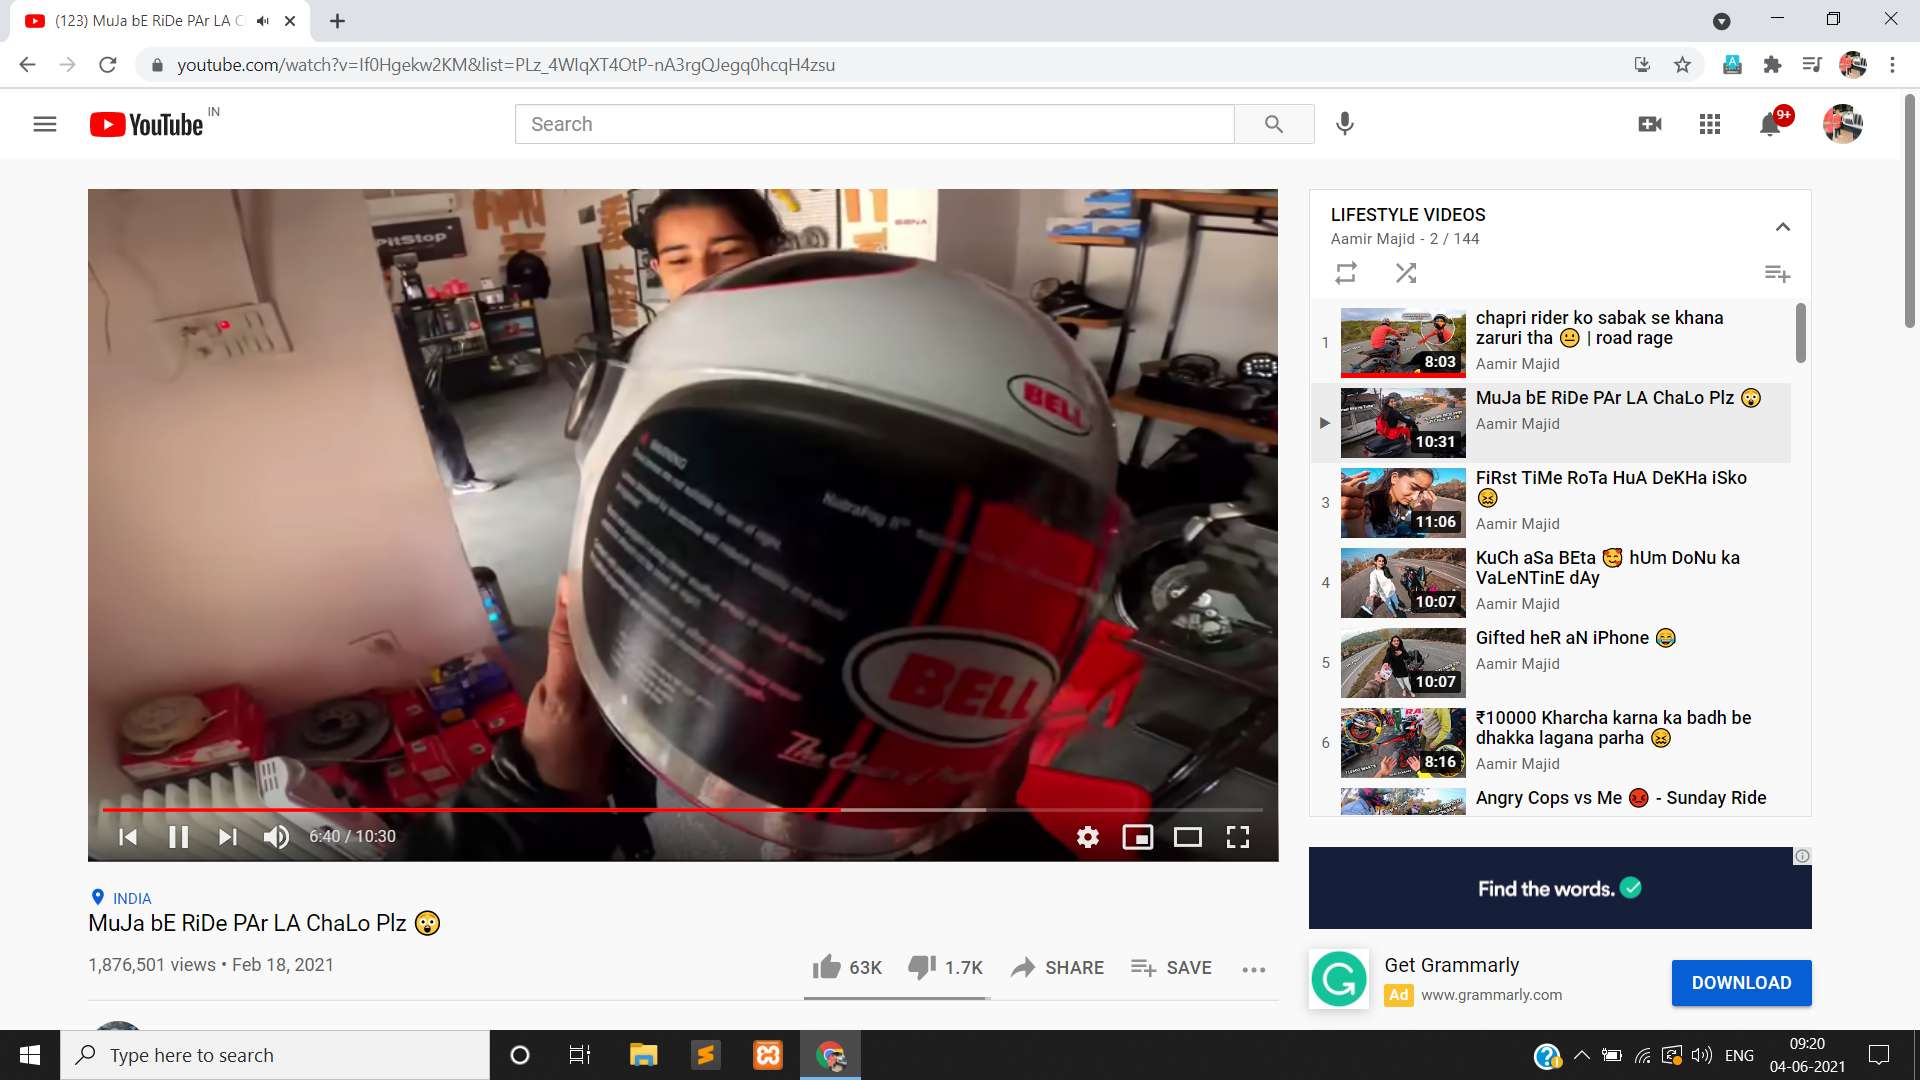 (123) MuJa bE RiDe PAr LA C
youtube.com/watch?v=If0Hgekw2KM&list=PLz_4WIqXT4OtP-nA3rgQJegq0hcqH4zsu
YouTube IN
Search
9+
PitStop
SENA
BELL
WARNING
BELL
6:40 / 10:30
INDIA
MuJa bE RiDe PAr LA ChaLo Plz 😲
1,876,501 views • Feb 18, 2021
63K
1.7K
SHARE
SAVE
LIFESTYLE VIDEOS
Aamir Majid - 2 / 144
1
8:03
chapri rider ko sabak se khana
zaruri tha 😐 | road rage
Aamir Majid
10:31
MuJa bE RiDe PAr LA ChaLo Plz 😲
Aamir Majid
3
11:06
FiRst TiMe RoTa HuA DeKHa iSko
😖
Aamir Majid
4
10:07
KuCh aSa BEta 🥰 hUm DoNu ka
VaLeNTinE dAy
Aamir Majid
5
10:07
Gifted heR aN iPhone 😂
Aamir Majid
6
8:16
₹10000 Kharcha karna ka badh be
dhakka lagana parha 😖
Aamir Majid
Angry Cops vs Me 😡 - Sunday Ride
Find the words.
Get Grammarly
Ad www.grammarly.com
DOWNLOAD
Type here to search
ENG
09:20
04-06-2021